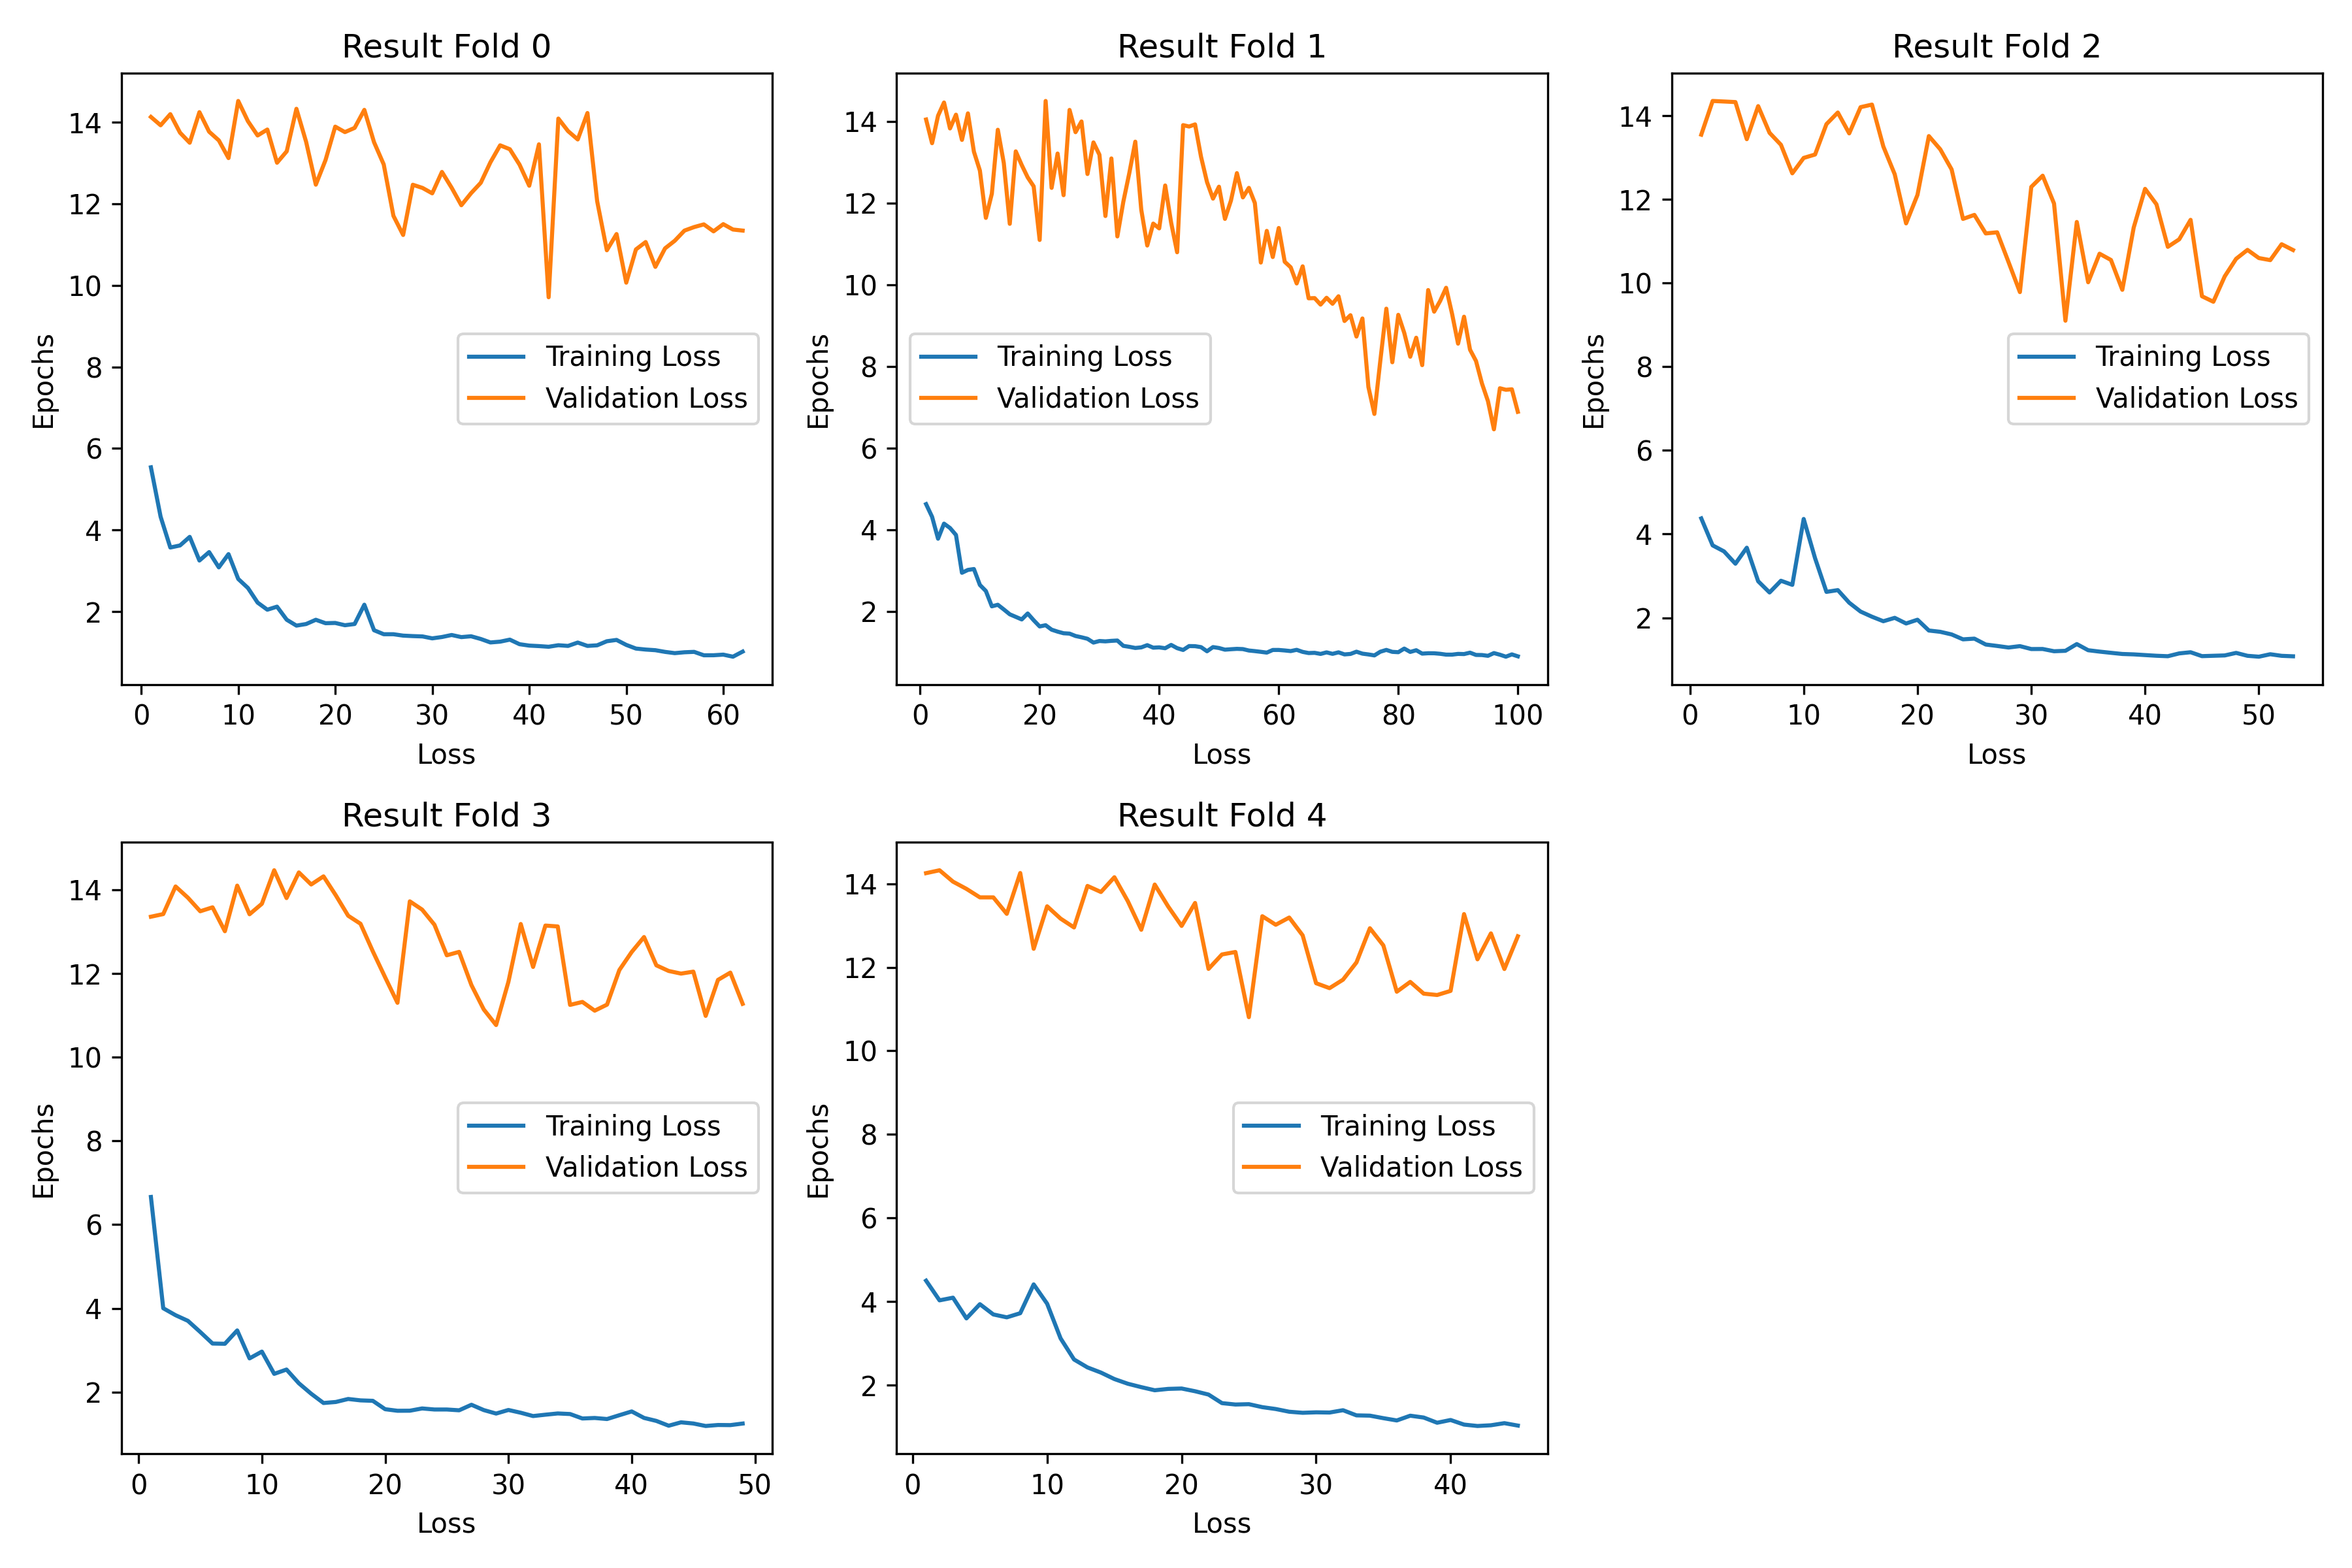 Result Fold 0
14
12
10
8
6
4
2
Epochs
Training Loss
Validation Loss
0 10 20 30 40 50 60
Loss
Result Fold 1
14
12
10
8
6
4
2
Epochs
Training Loss
Validation Loss
0 20 40 60 80 100
Loss
Result Fold 2
14
12
10
8
6
4
2
Epochs
Training Loss
Validation Loss
0 10 20 30 40 50
Loss
Result Fold 3
14
12
10
8
6
4
2
Epochs
Training Loss
Validation Loss
0 10 20 30 40 50
Loss
Result Fold 4
14
12
10
8
6
4
2
Epochs
Training Loss
Validation Loss
0 10 20 30 40
Loss